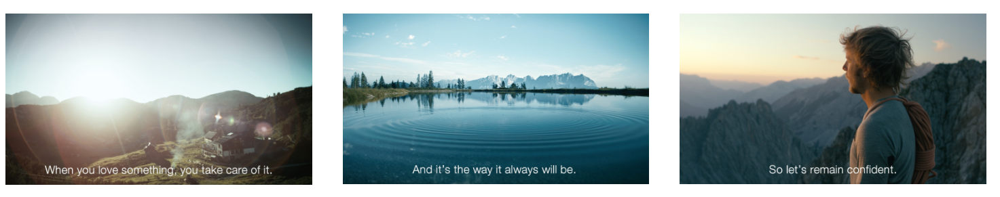 When you love something, you take care of it.
And it's the way it always will be.
So let's remain confident.